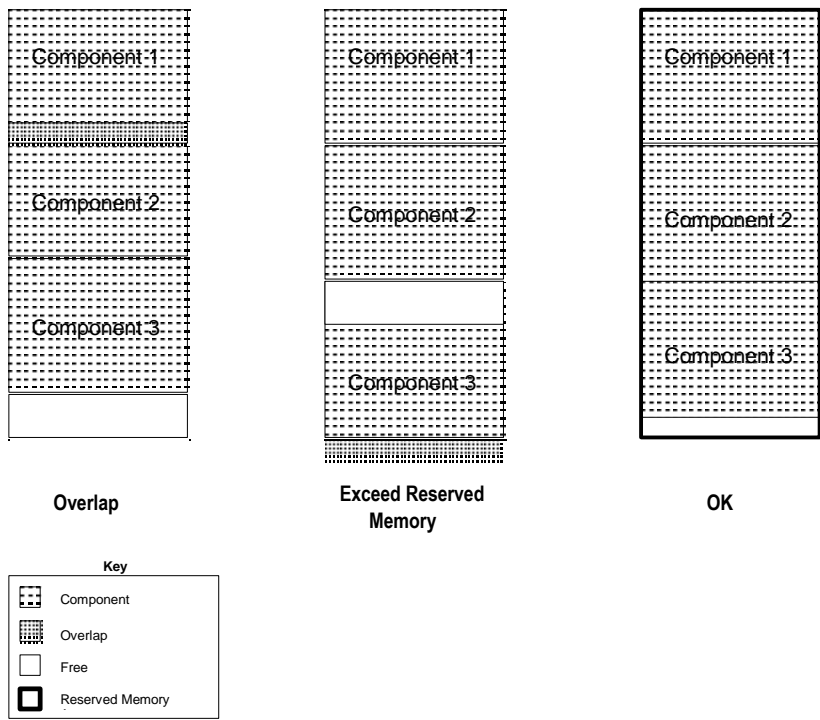 Component 1
Component 2
Component 3
Overlap
Component 1
Component 2
Component 3
Exceed Reserved
Memory
Component 1
Component 2
Component 3
OK
Key
Component
Overlap
Free
Reserved Memory